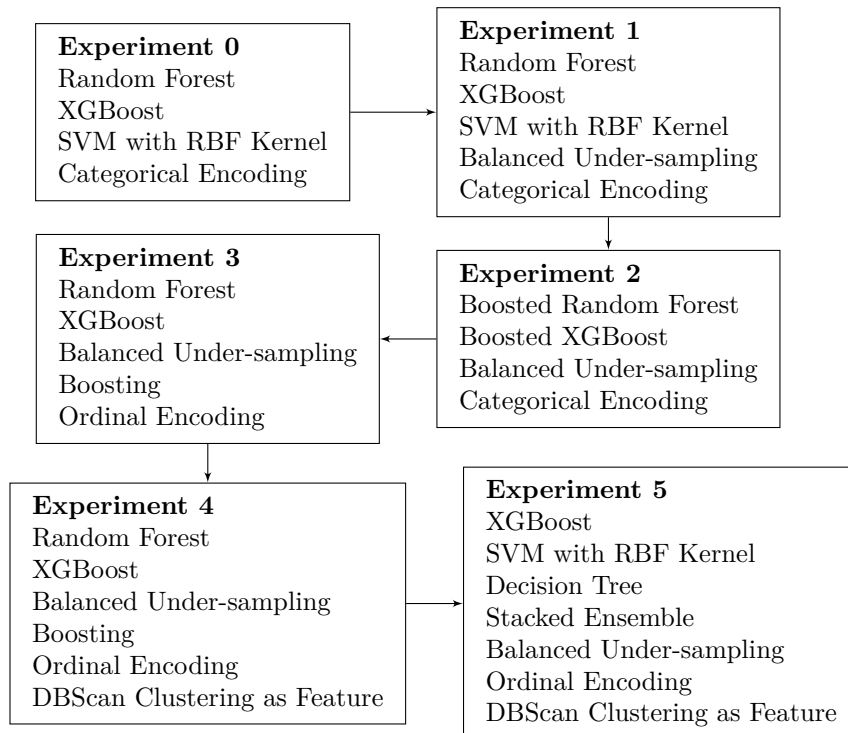 Experiment 0
Random Forest
XGBoost
SVM with RBF Kernel
Categorical Encoding
Experiment 1
Random Forest
XGBoost
SVM with RBF Kernel
Balanced Under-sampling
Categorical Encoding
Experiment 2
Boosted Random Forest
Boosted XGBoost
Balanced Under-sampling
Categorical Encoding
Experiment 3
Random Forest
XGBoost
Balanced Under-sampling
Boosting
Ordinal Encoding
Experiment 4
Random Forest
XGBoost
Balanced Under-sampling
Boosting
Ordinal Encoding
DBScan Clustering as Feature
Experiment 5
XGBoost
SVM with RBF Kernel
Decision Tree
Stacked Ensemble
Balanced Under-sampling
Ordinal Encoding
DBScan Clustering as Feature